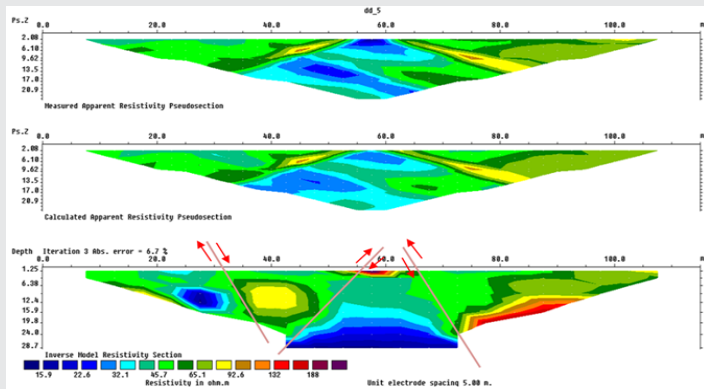 dd_5
Ps.Z 0.0 20.0 40.0 60.0 80.0 100.0 m.
2.08
6.10
9.62
13.5
17.0
20.9
Measured Apparent Resistivity Pseudosection
Ps.Z 0.0 20.0 40.0 60.0 80.0 100.0 m.
2.08
6.10
9.62
13.5
17.0
20.9
Calculated Apparent Resistivity Pseudosection
Depth Iteration 3 Abs. error = 6.7 %
0.0 20.0 40.0 60.0 80.0 100.0 m.
1.25
6.38
12.4
15.9
19.8
24.0
28.7
Inverse Model Resistivity Section
15.9 22.6 32.1 45.7 65.1 92.6 132 188
Resistivity in ohm.m Unit electrode spacing 5.00 m.